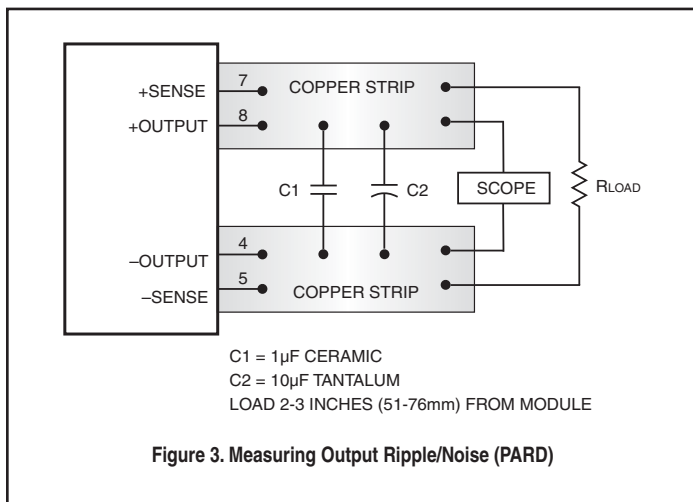 +SENSE
7
COPPER STRIP
+OUTPUT
8
C1
C2
SCOPE
RLOAD
–OUTPUT
4
–SENSE
5
COPPER STRIP
C1 = 1µF CERAMIC
C2 = 10µF TANTALUM
LOAD 2-3 INCHES (51-76mm) FROM MODULE
Figure 3. Measuring Output Ripple/Noise (PARD)